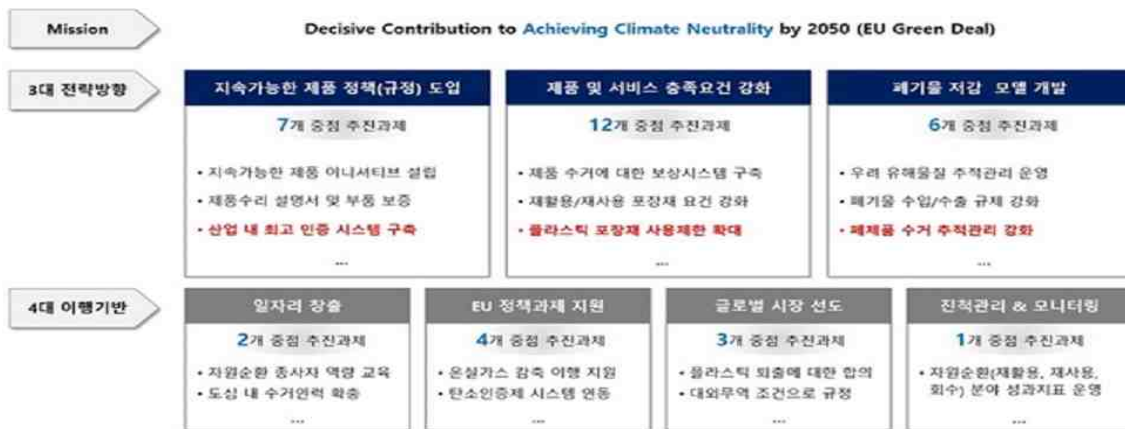 Mission
Decisive Contribution to Achieving Climate Neutrality by 2050 (EU Green Deal)
3대 전략방향
지속가능한 제품 정책(규정) 도입
7개 중점 추진과제
• 지속가능한 제품 이니셔티브 설립
• 제품수리 설명서 및 부품 보증
• 산업 내 최고 인증 시스템 구축
...
제품 및 서비스 충족요건 강화
12개 중점 추진과제
• 제품 수거에 대한 보상시스템 구축
• 재활용/재사용 포장재 요건 강화
• 플라스틱 포장재 사용제한 확대
...
폐기물 저감 모델 개발
6개 중점 추진과제
• 우려 유해물질 추적관리 운영
• 폐기물 수입/수출 규제 강화
• 폐제품 수거 추적관리 강화
...
4대 이행기반
일자리 창출
2개 중점 추진과제
• 자원순환 종사자 역량 교육
• 도심 내 수거인력 확충
...
EU 정책과제 지원
4개 중점 추진과제
• 온실가스 감축 이행 지원
• 탄소인증제 시스템 연동
...
글로벌 시장 선도
3개 중점 추진과제
• 플라스틱 퇴출에 대한 합의
• 대외무역 조건으로 규정
...
진척관리 & 모니터링
1개 중점 추진과제
• 자원순환(재활용, 재사용,
회수) 분야 성과지표 운영
...